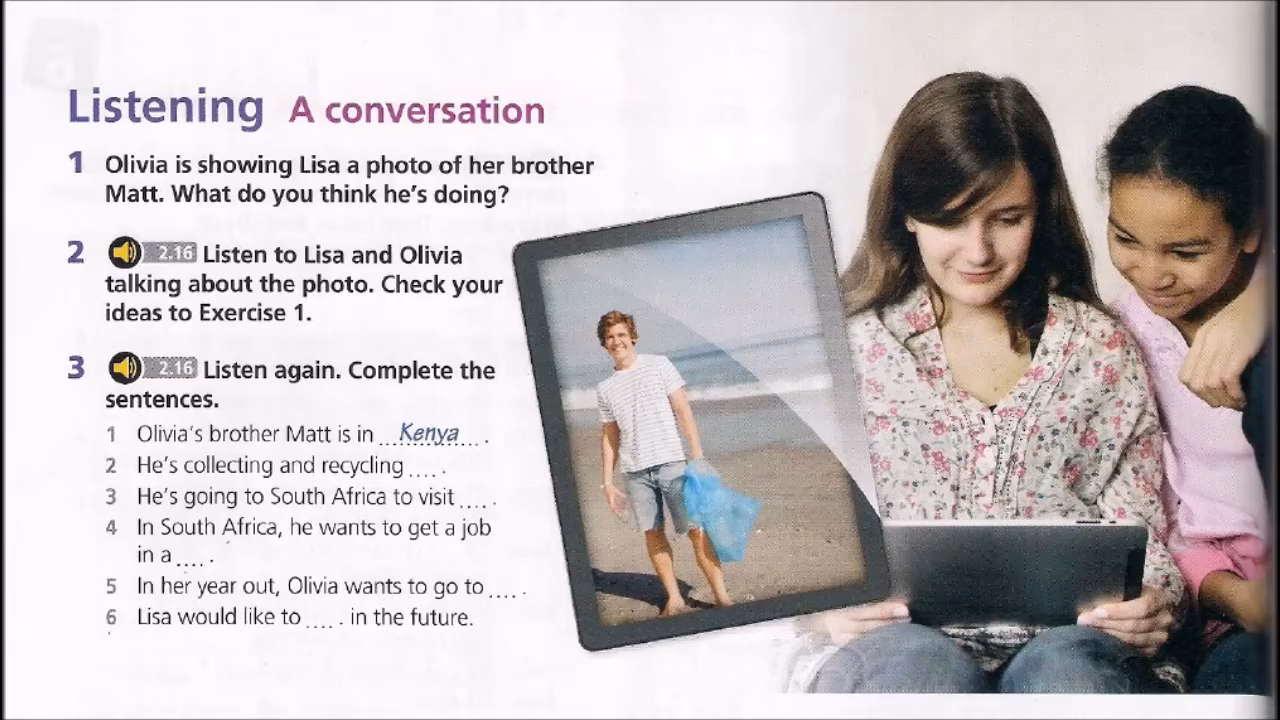 Listening A conversation
1 Olivia is showing Lisa a photo of her brother
Matt. What do you think he's doing?
2 2.16 Listen to Lisa and Olivia
talking about the photo. Check your
ideas to Exercise 1.
3 2.16 Listen again. Complete the
sentences.
1 Olivia's brother Matt is in ...Kenya.... .
2 He's collecting and recycling .... .
3 He's going to South Africa to visit .... .
4 In South Africa, he wants to get a job
in a .... .
5 In her year out, Olivia wants to go to .... .
6 Lisa would like to .... . in the future.